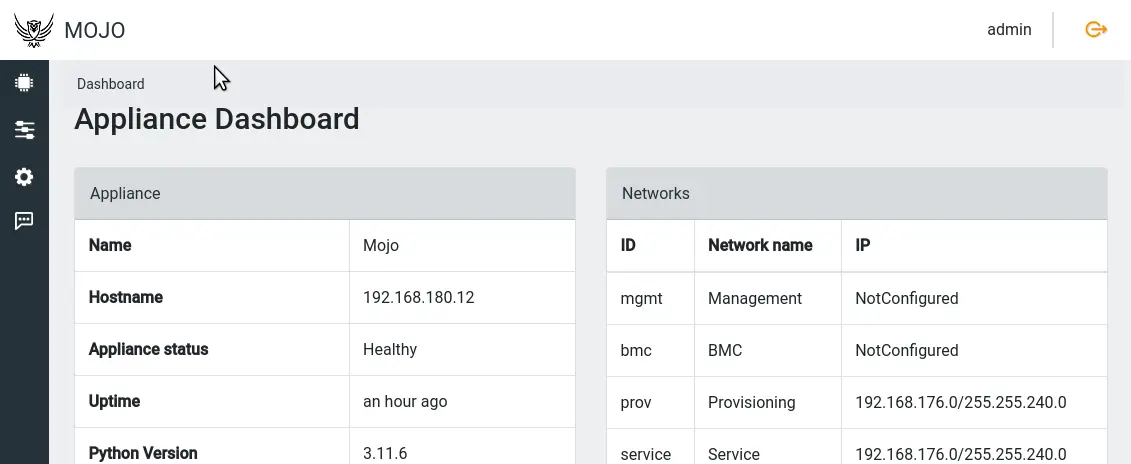 MOJO
admin
Dashboard
Appliance Dashboard
Appliance
Name Mojo
Hostname 192.168.180.12
Appliance status Healthy
Uptime an hour ago
Python Version 3.11.6
Networks
ID Network name IP
mgmt Management NotConfigured
bmc BMC NotConfigured
prov Provisioning 192.168.176.0/255.255.240.0
service Service 192.168.176.0/255.255.240.0